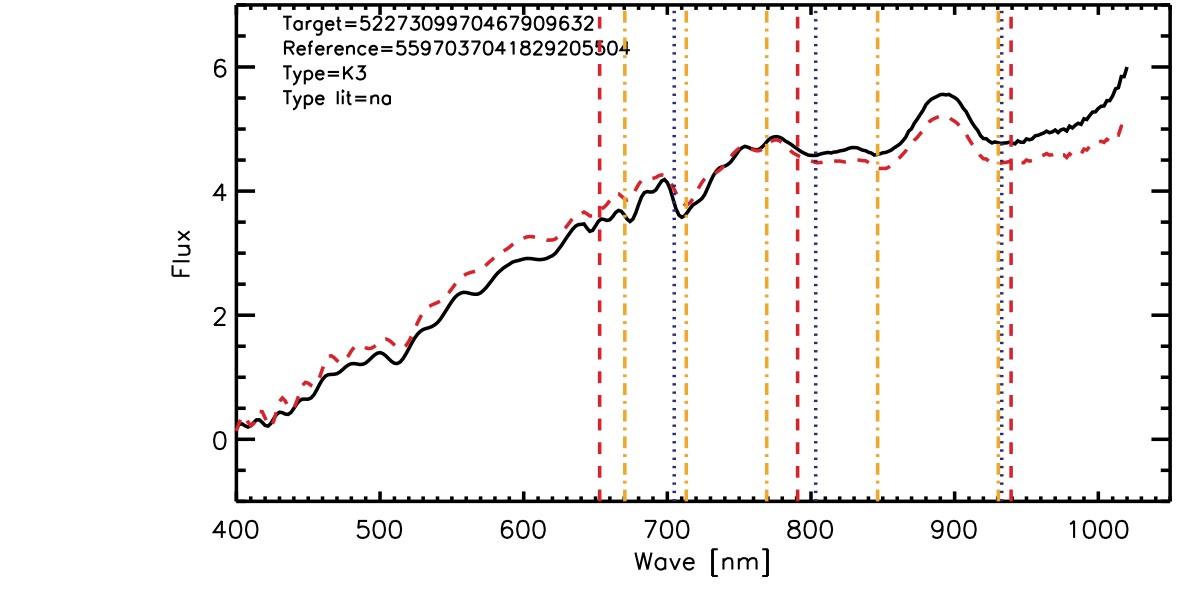 Target=5227309970467909632
Reference=5597037041829205504
Type=K3
Type lit=na
6
4
2
0
Flux
400 500 600 700 800 900 1000
Wave [nm]